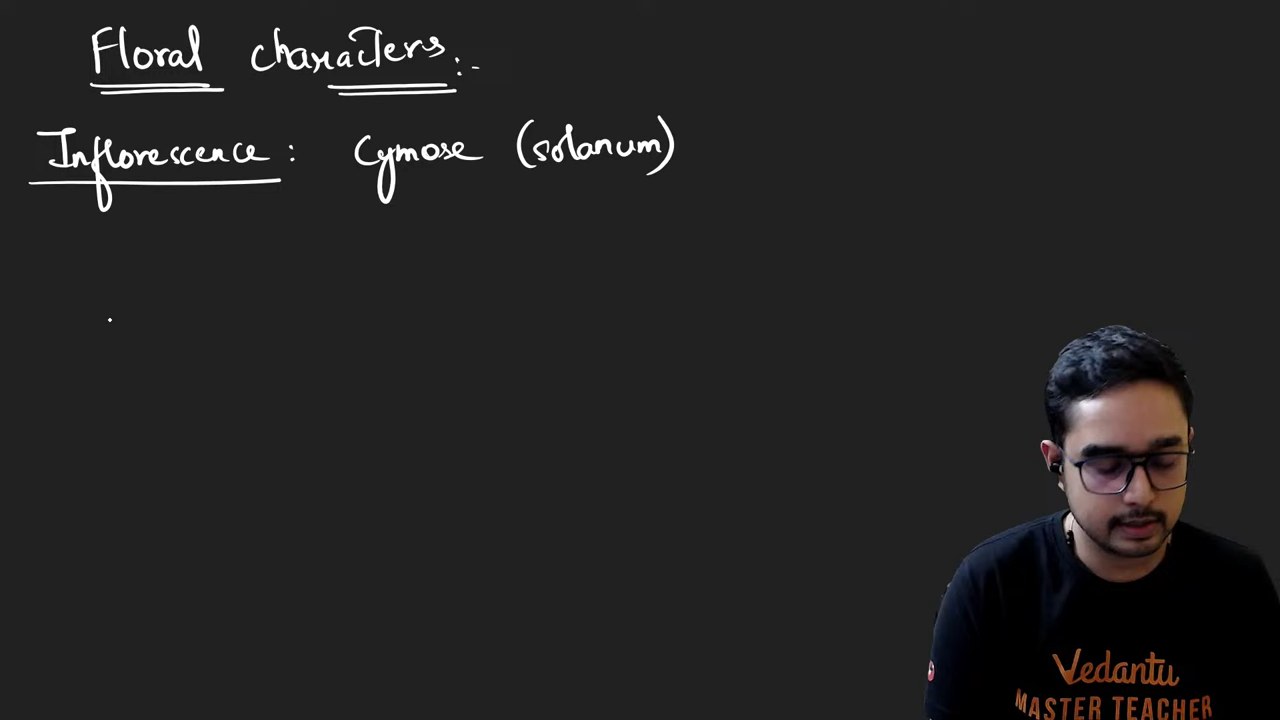 Floral characters:-
Inflorescence: Cymose (solanum)
Vedantu
MASTER TEACHER